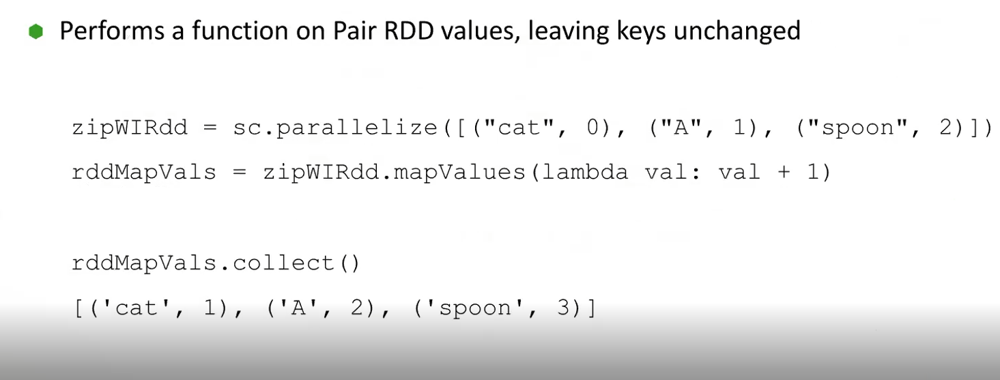 Performs a function on Pair RDD values, leaving keys unchanged
zipWIRdd = sc.parallelize([("cat", 0), ("A", 1), ("spoon", 2)])
rddMapVals = zipWIRdd.mapValues(lambda val: val + 1)
rddMapVals.collect()
[('cat', 1), ('A', 2), ('spoon', 3)]